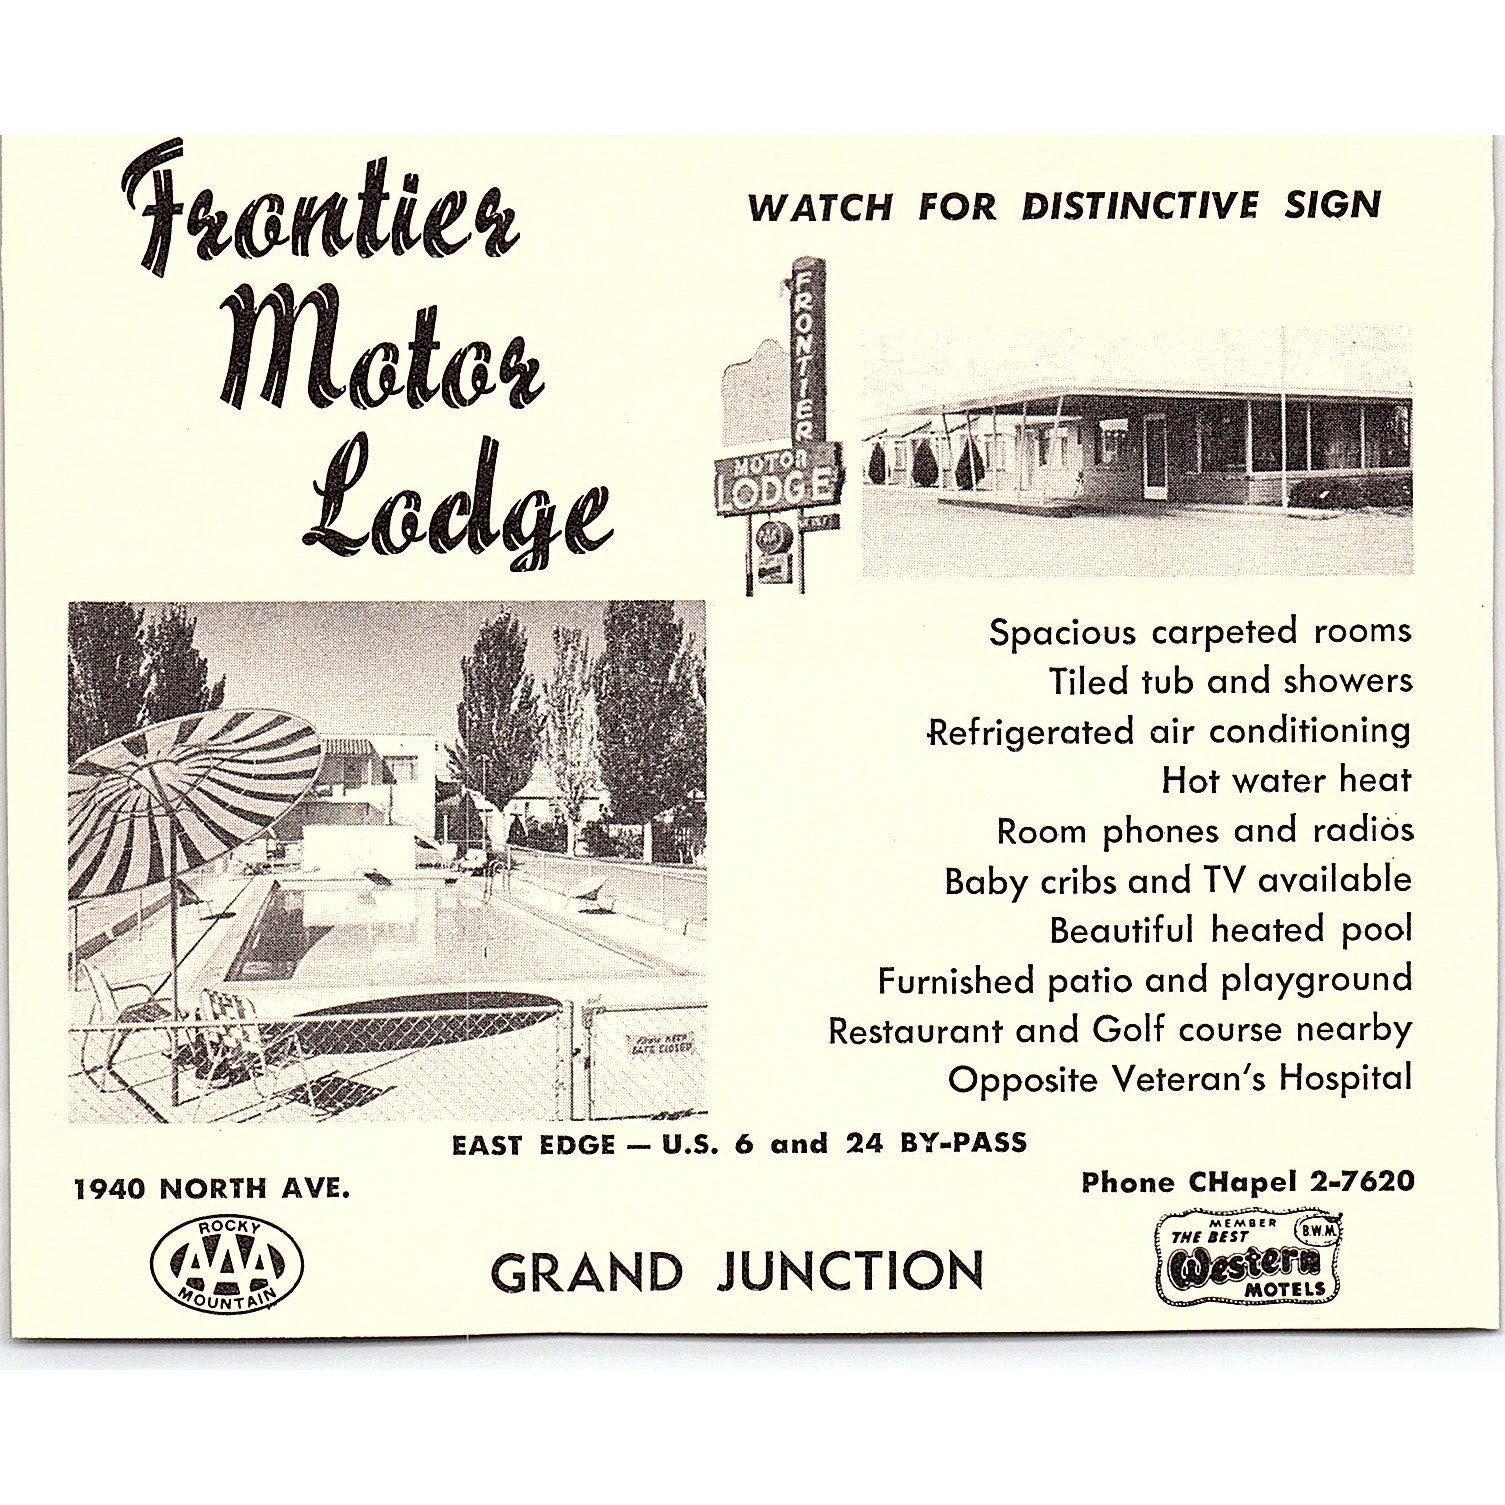 Frontier
Motor
Lodge
WATCH FOR DISTINCTIVE SIGN
FRONTIER
MOTOR
LODGE
Spacious carpeted rooms
Tiled tub and showers
Refrigerated air conditioning
Hot water heat
Room phones and radios
Baby cribs and TV available
Beautiful heated pool
Furnished patio and playground
Restaurant and Golf course nearby
Opposite Veteran's Hospital
KEEP
GATE CLOSED
EAST EDGE — U.S. 6 and 24 BY-PASS
1940 NORTH AVE.
Phone CHapel 2-7620
ROCKY
AAA
MOUNTAIN
GRAND JUNCTION
MEMBER
THE BEST
B.W.M.
Western
MOTELS